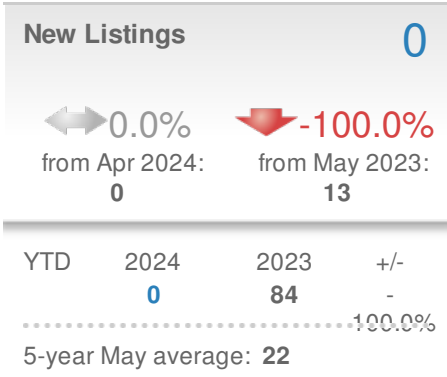 New Listings 0
0.0% -100.0%
from Apr 2024: from May 2023:
0 13
YTD 2024 2023 +/-
0 84 -
100.0%
5-year May average: 22